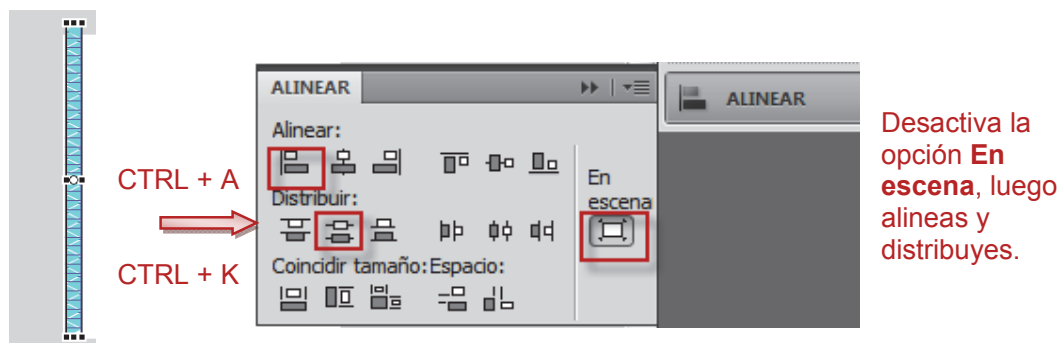 CTRL + A
CTRL + K
ALINEAR
Alinear:
Distribuir:
Coincidir tamaño: Espacio:
En
escena
ALINEAR
Desactiva la
opción En
escena, luego
alineas y
distribuyes.